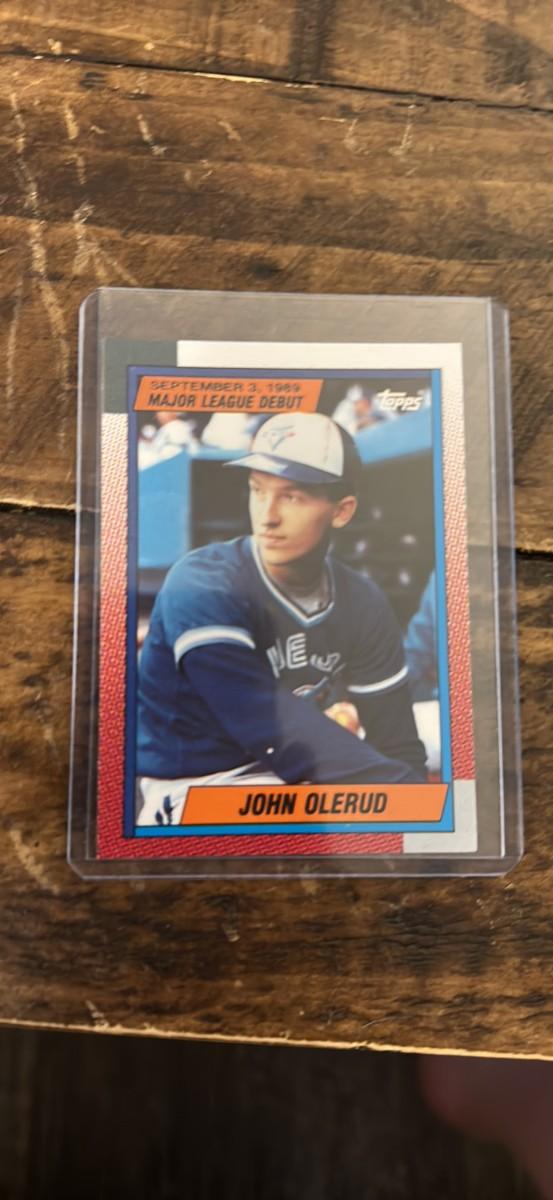 SEPTEMBER 3, 1989
MAJOR LEAGUE DEBUT
Topps
JOHN OLERUD